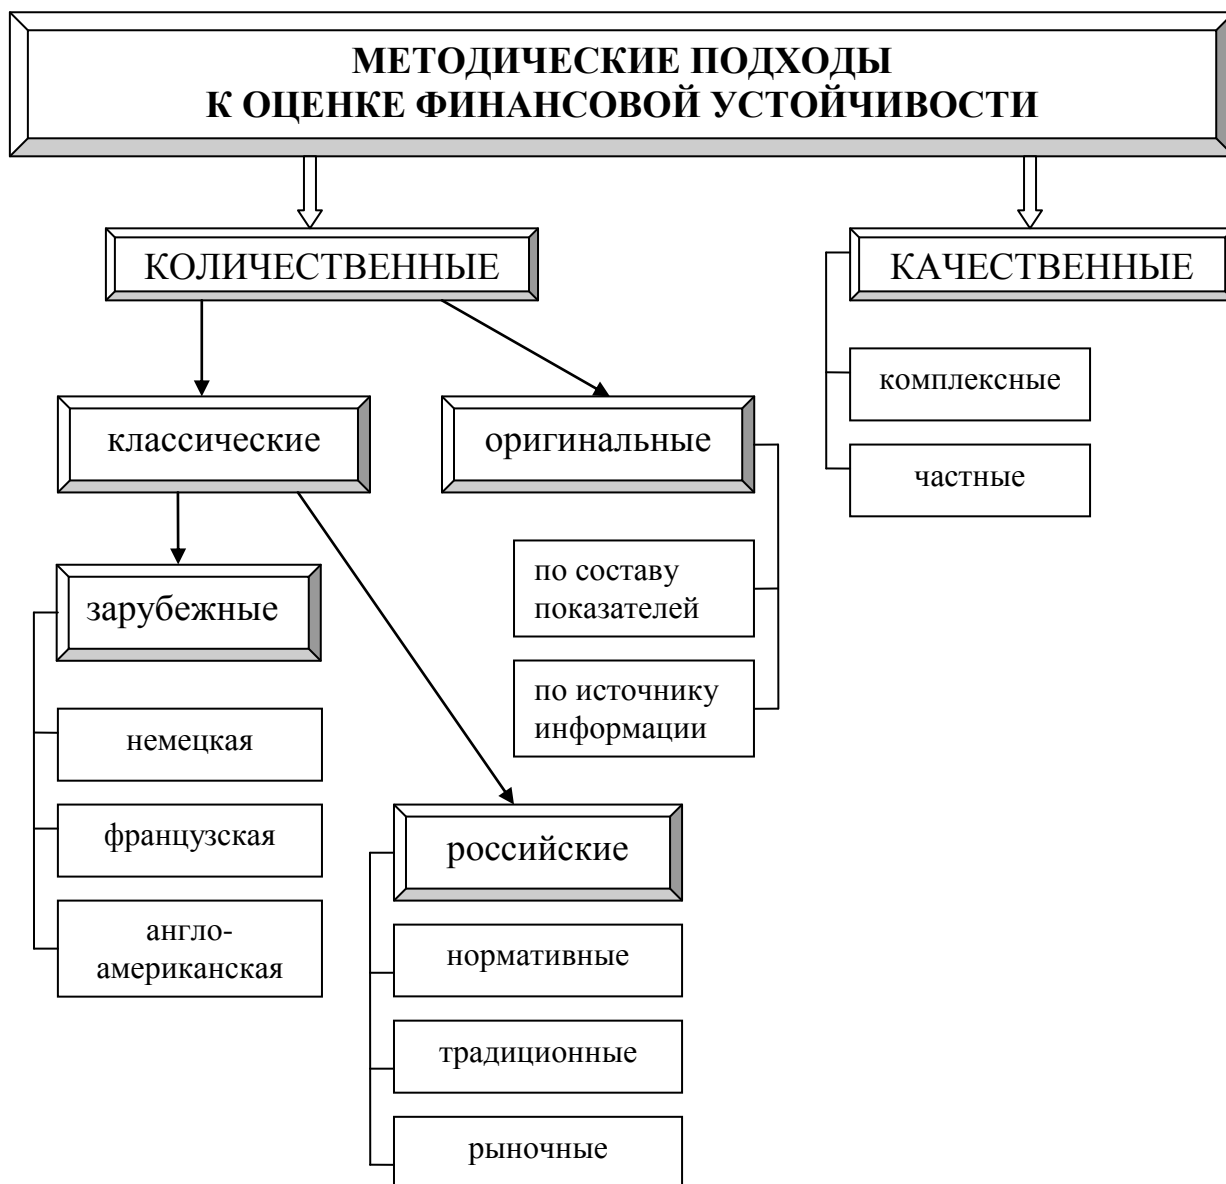 МЕТОДИЧЕСКИЕ ПОДХОДЫ
К ОЦЕНКЕ ФИНАНСОВОЙ УСТОЙЧИВОСТИ
КОЛИЧЕСТВЕННЫЕ
КАЧЕСТВЕННЫЕ
комплексные
частные
классические
оригинальные
по составу
показателей
по источнику
информации
зарубежные
немецкая
французская
англо-
американская
российские
нормативные
традиционные
рыночные